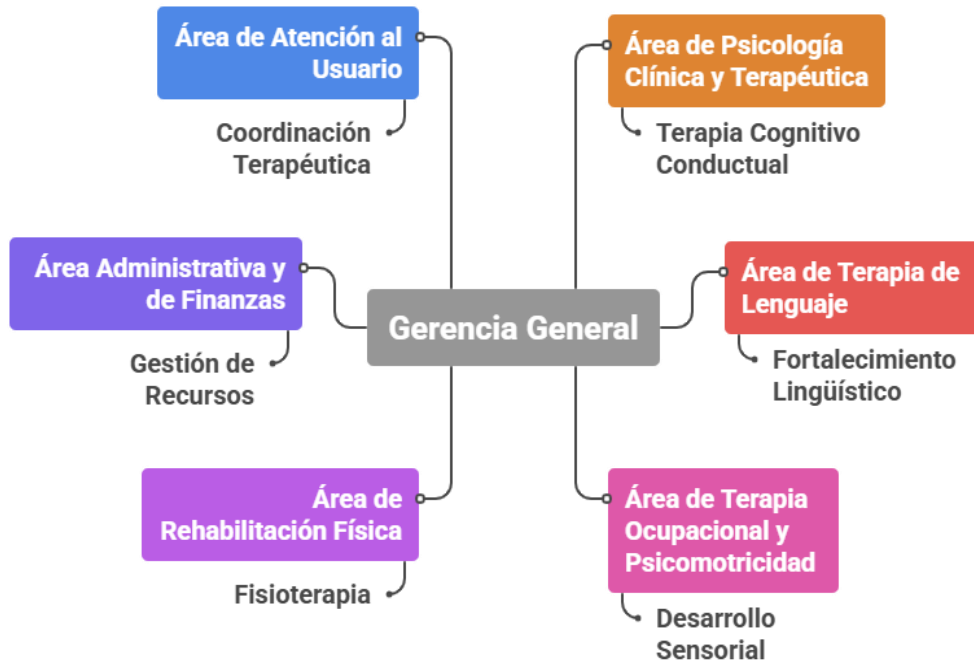 Área de Atención al
Usuario
Coordinación
Terapéutica
Área Administrativa y
de Finanzas
Gestión de
Recursos
Área de
Rehabilitación Física
Fisioterapia
Gerencia General
Área de Psicología
Clínica y Terapéutica
Terapia Cognitivo
Conductual
Área de Terapia de
Lenguaje
Fortalecimiento
Lingüístico
Área de Terapia
Ocupacional y
Psicomotricidad
Desarrollo
Sensorial